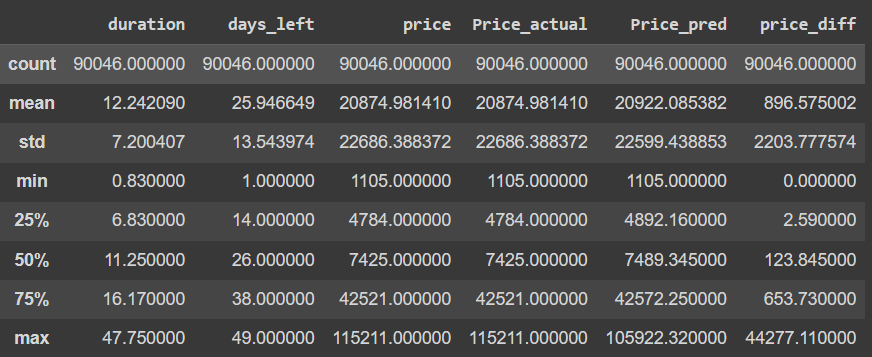 duration days_left price Price_actual Price_pred price_diff
count 90046.000000 90046.000000 90046.000000 90046.000000 90046.000000 90046.000000
mean 12.242090 25.946649 20874.981410 20874.981410 20922.085382 896.575002
std 7.200407 13.543974 22686.388372 22686.388372 22599.438853 2203.777574
min 0.830000 1.000000 1105.000000 1105.000000 1105.000000 0.000000
25% 6.830000 14.000000 4784.000000 4784.000000 4892.160000 2.590000
50% 11.250000 26.000000 7425.000000 7425.000000 7489.345000 123.845000
75% 16.170000 38.000000 42521.000000 42521.000000 42572.250000 653.730000
max 47.750000 49.000000 115211.000000 115211.000000 105922.320000 44277.110000